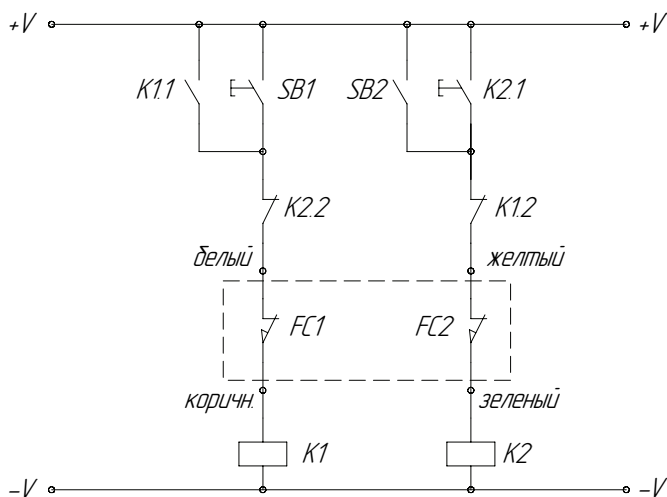 +V +V
K1.1 SB1 SB2 K2.1
K2.2 K1.2
белый желтый
FC1 FC2
коричн. зеленый
K1 K2
-V -V